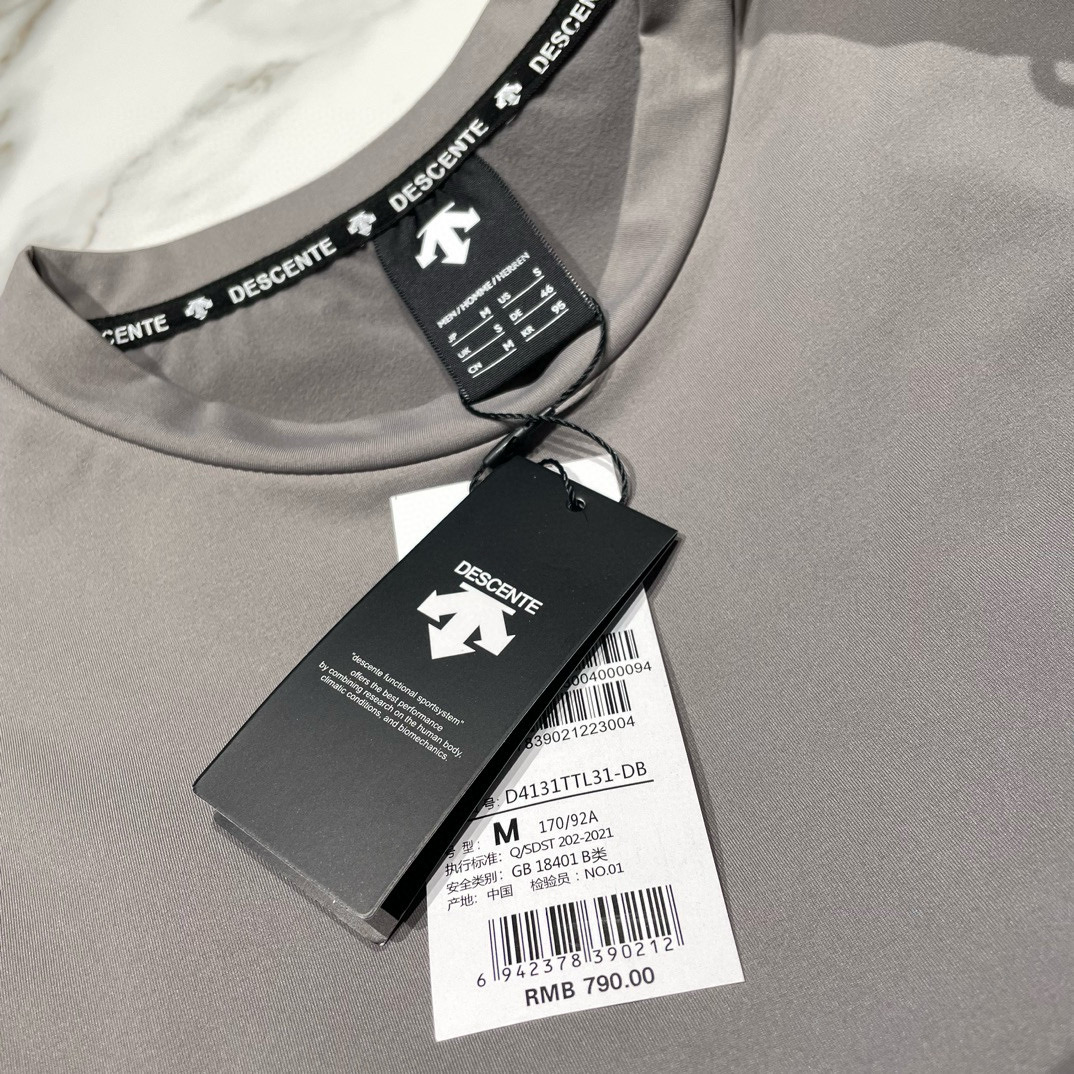 DESCENTE
DESCENTE
DESCENTE
CENTE
MEN/HOMME/HERREN
JP M US S
UK S DE 46
CN M KR 95
DESCENTE
"descente functional sportsystem"
offers the best performance
by combining research on the human body,
climatic conditions, and biomechanics.
004000094
839021223004
号: D4131TTL31-DB
号 型: M 170/92A
执行标准: Q/SDST 202-2021
安全类别: GB 18401 B类
产地: 中国 检验员: NO.01
6 942378 390212
RMB 790.00